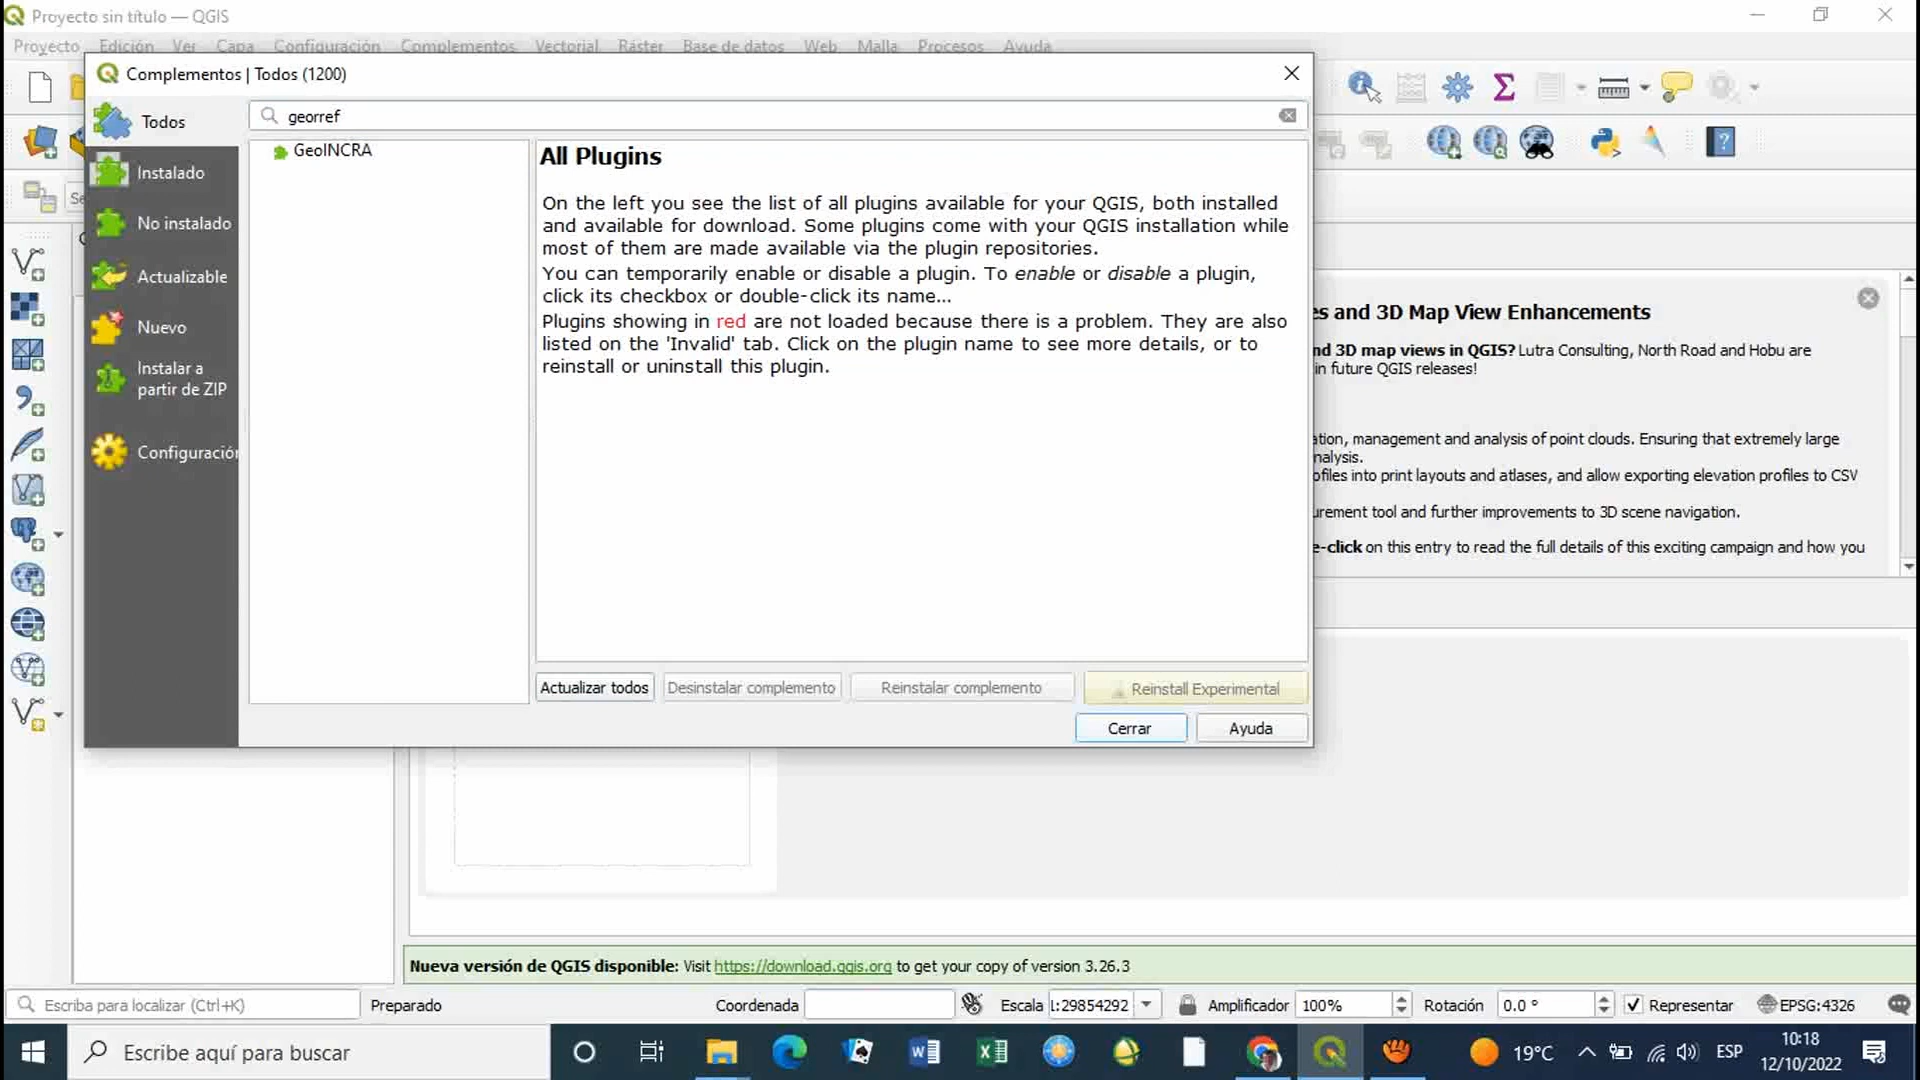 Proyecto sin título — QGIS
Proyecto Edición Ver Capa Configuración Complementos Vectorial Ráster Base de datos Web Malla Procesos Ayuda
Complementos | Todos (1200)
Todos
georref
Instalado
No instalado
Actualizable
Nuevo
Instalar a
partir de ZIP
Configuración
GeoINCRA
All Plugins
On the left you see the list of all plugins available for your QGIS, both installed
and available for download. Some plugins come with your QGIS installation while
most of them are made available via the plugin repositories.
You can temporarily enable or disable a plugin. To enable or disable a plugin,
click its checkbox or double-click its name...
Plugins showing in red are not loaded because there is a problem. They are also
listed on the 'Invalid' tab. Click on the plugin name to see more details, or to
reinstall or uninstall this plugin.
Actualizar todos Desinstalar complemento Reinstalar complemento Reinstall Experimental
Cerrar Ayuda
es and 3D Map View Enhancements
nd 3D map views in QGIS? Lutra Consulting, North Road and Hobu are
in future QGIS releases!
ation, management and analysis of point clouds. Ensuring that extremely large
nalysis.
ofiles into print layouts and atlases, and allow exporting elevation profiles to CSV
urement tool and further improvements to 3D scene navigation.
e-click on this entry to read the full details of this exciting campaign and how you
Nueva versión de QGIS disponible: Visit https://download.qgis.org to get your copy of version 3.26.3
Escriba para localizar (Ctrl+K) Preparado Coordenada Escala L:29854292 Amplificador 100% Rotación 0.0 ° Representar EPSG:4326
Escribe aquí para buscar
19°C ESP
10:18
12/10/2022